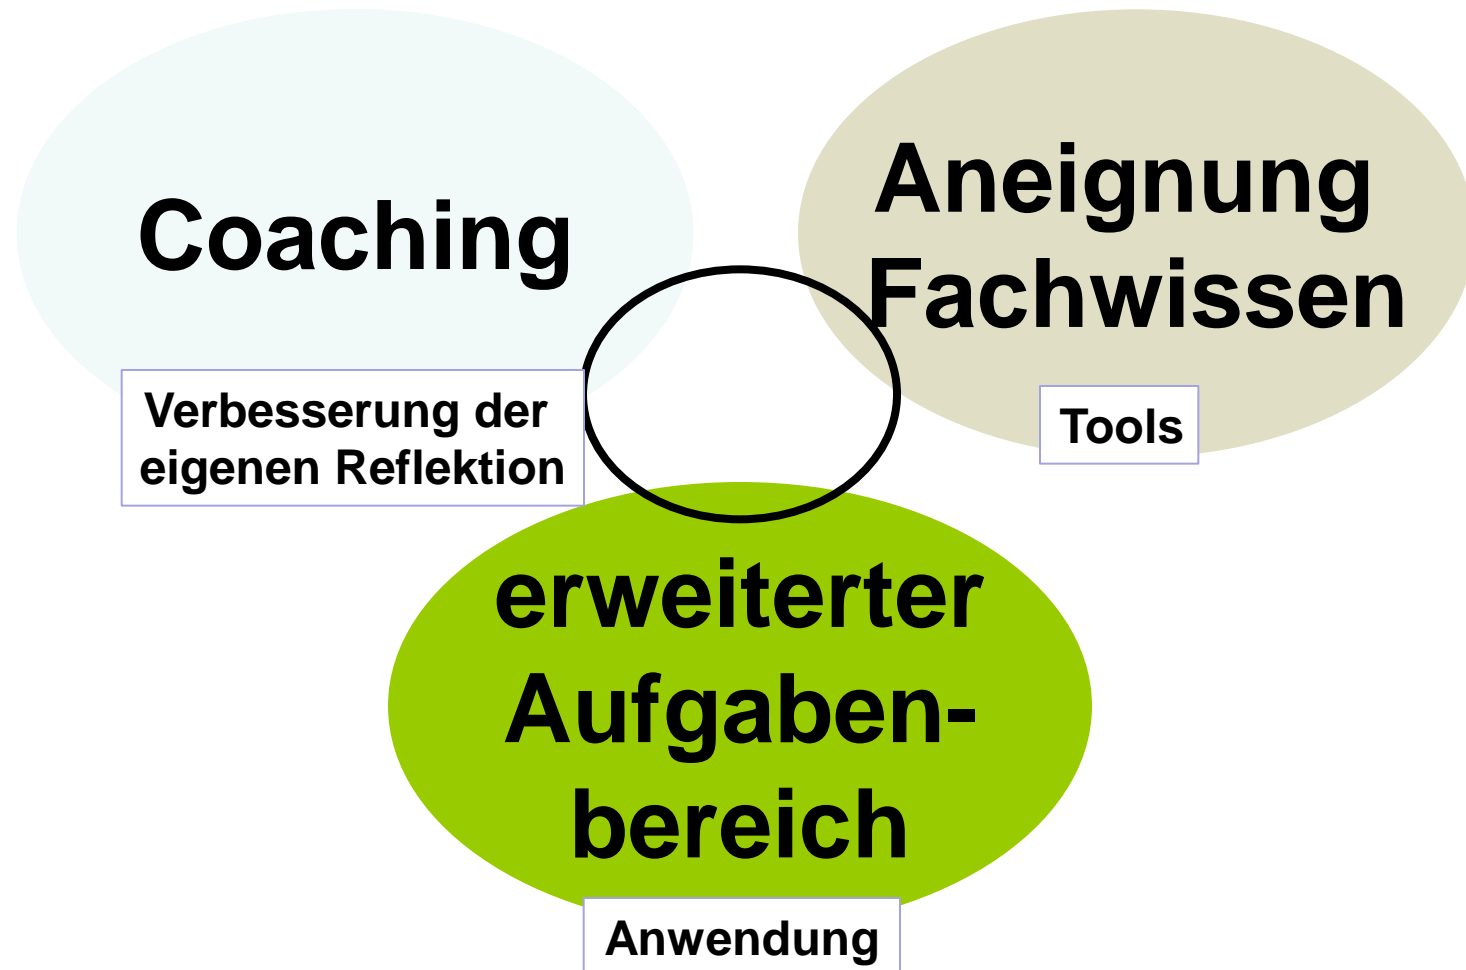 Coaching
Verbesserung der
eigenen Reflektion
Aneignung
Fachwissen
Tools
erweiterter
Aufgaben-
bereich
Anwendung